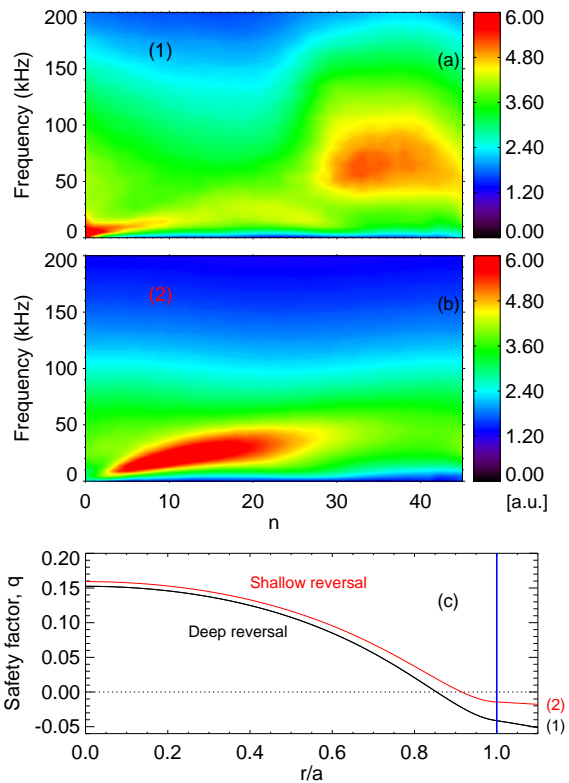 200
150
100
50
0
Frequency (kHz)
(1)
(a)
6.00
4.80
3.60
2.40
1.20
0.00
200
150
100
50
0
Frequency (kHz)
(2)
(b)
6.00
4.80
3.60
2.40
1.20
0.00
0 10 20 30 40
n
[a.u.]
0.20
0.15
0.10
0.05
0.00
-0.05
Safety factor, q
Shallow reversal
Deep reversal
(c)
(2)
(1)
0.0 0.2 0.4 0.6 0.8 1.0
r/a